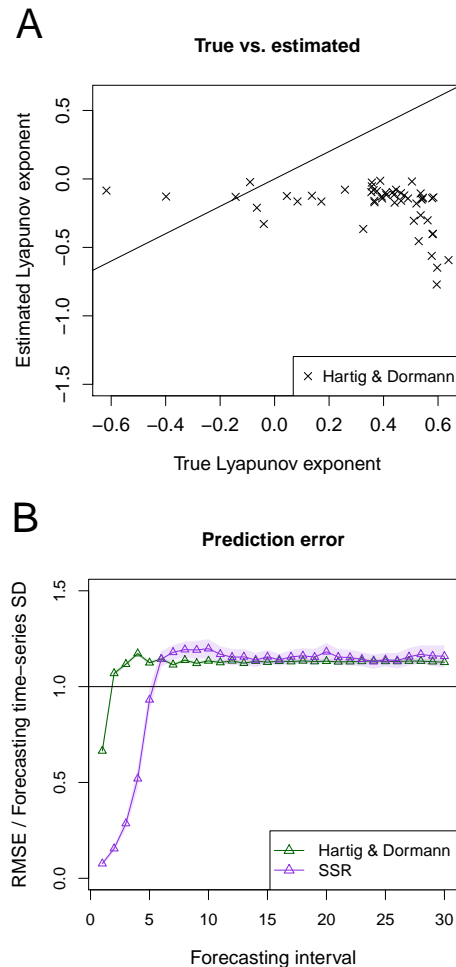 A
True vs. estimated
Estimated Lyapunov exponent
0.5
0.0
−0.5
−1.0
−1.5
× Hartig & Dormann
−0.6 −0.4 −0.2 0.0 0.2 0.4 0.6
True Lyapunov exponent
B
Prediction error
RMSE / Forecasting time−series SD
1.5
1.0
0.5
0.0
Hartig & Dormann
SSR
0 5 10 15 20 25 30
Forecasting interval